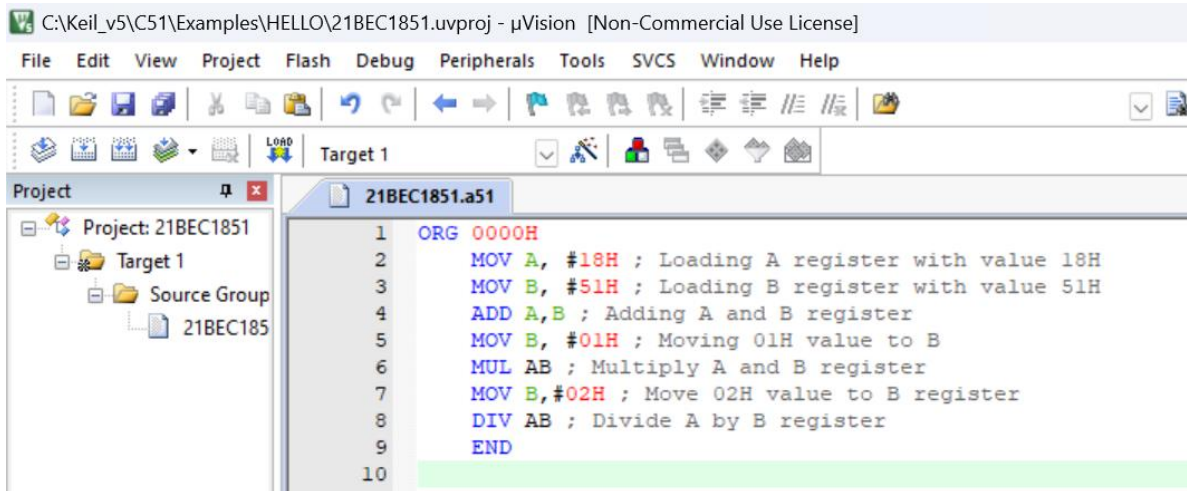 C:\Keil_v5\C51\Examples\HELLO\21BEC1851.uvproj - µVision [Non-Commercial Use License]
File Edit View Project Flash Debug Peripherals Tools SVCS Window Help
LOAD Target 1
Project
21BEC1851.a51
Project: 21BEC1851
Target 1
Source Group
21BEC185
1 ORG 0000H
2 MOV A, #18H ; Loading A register with value 18H
3 MOV B, #51H ; Loading B register with value 51H
4 ADD A,B ; Adding A and B register
5 MOV B, #01H ; Moving 01H value to B
6 MUL AB ; Multiply A and B register
7 MOV B,#02H ; Move 02H value to B register
8 DIV AB ; Divide A by B register
9 END
10